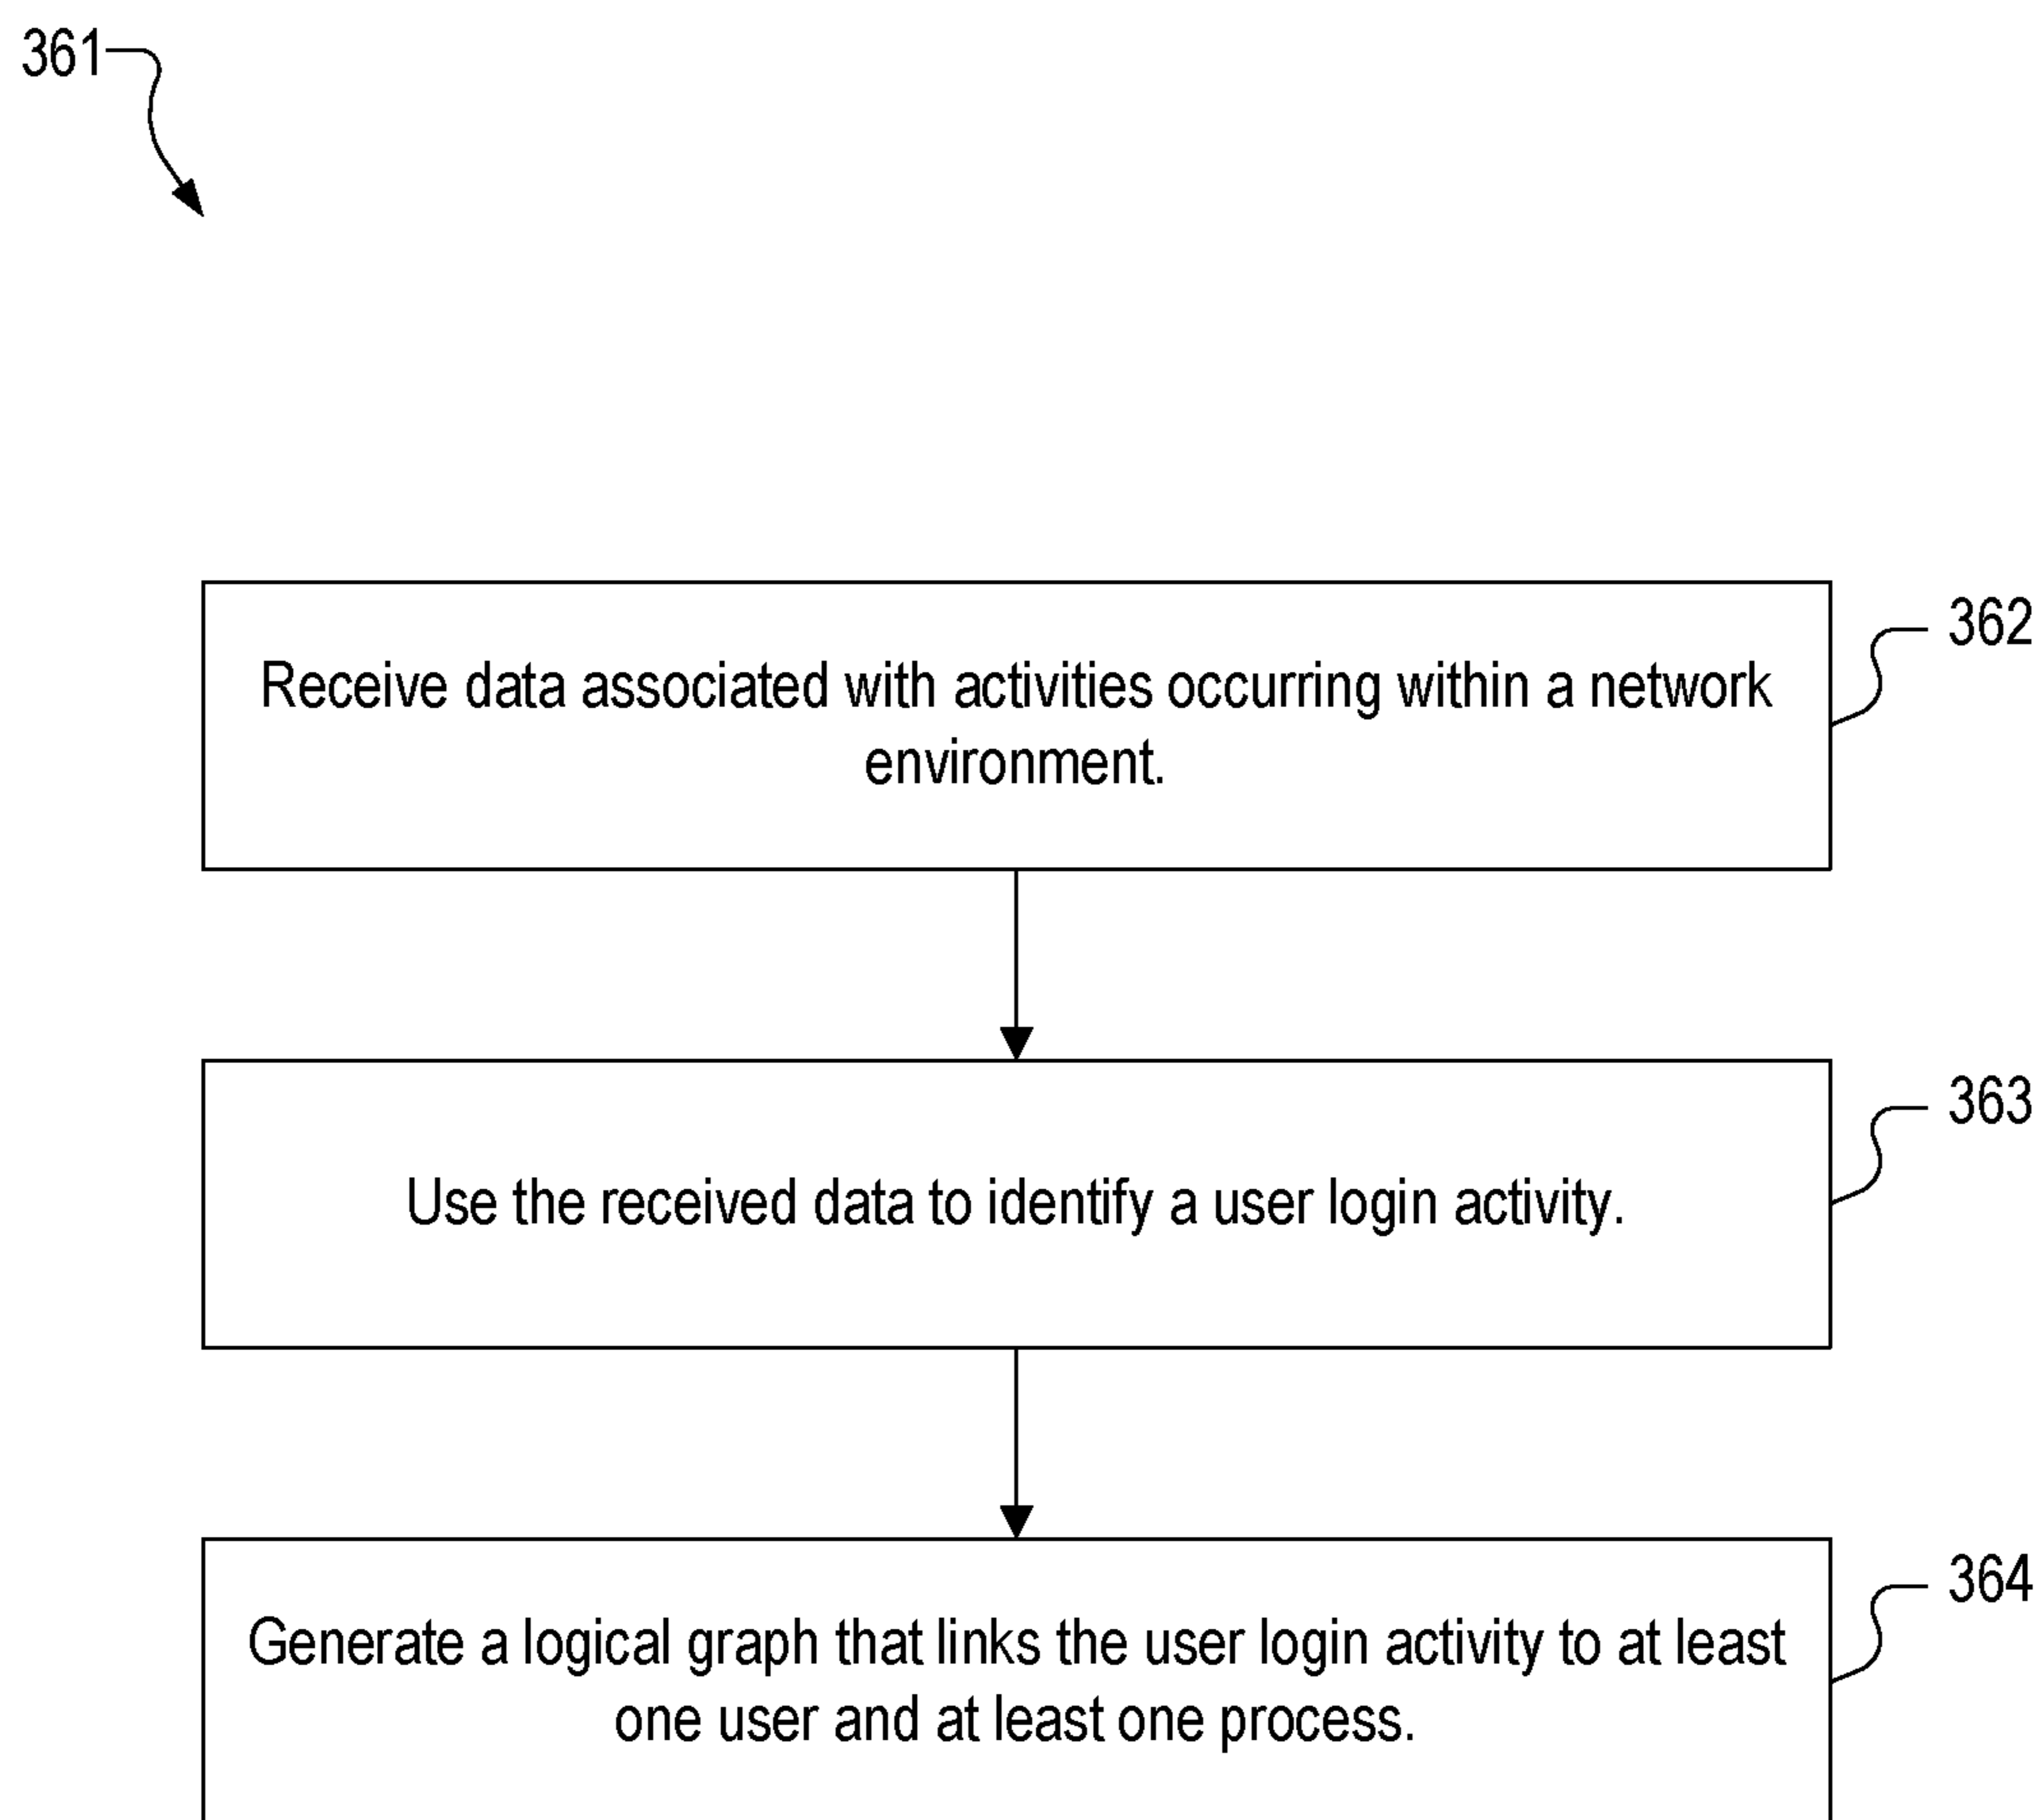 361
362
Receive data associated with activities occurring within a network
environment.
363
Use the received data to identify a user login activity.
364
Generate a logical graph that links the user login activity to at least
one user and at least one process.